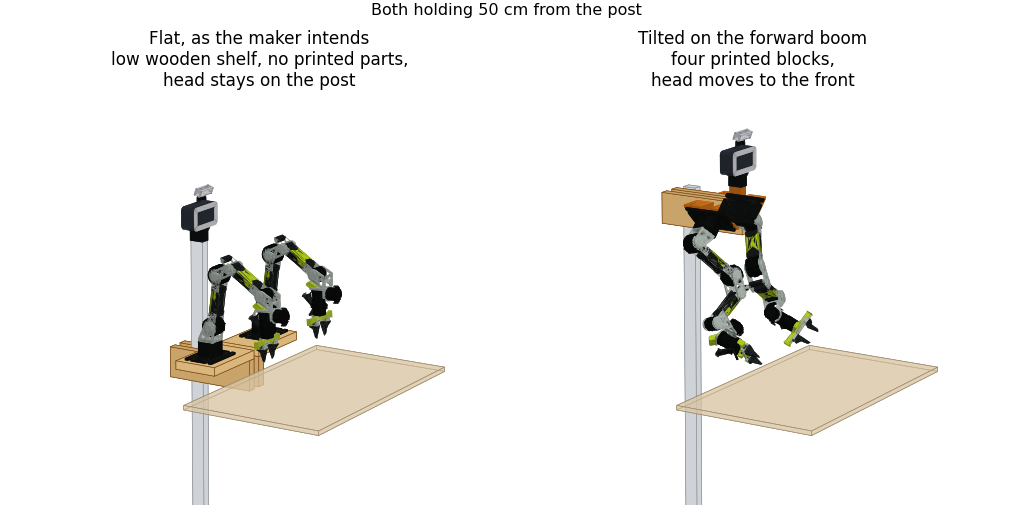 Both holding 50 cm from the post
Flat, as the maker intends
low wooden shelf, no printed parts,
head stays on the post
Tilted on the forward boom
four printed blocks,
head moves to the front